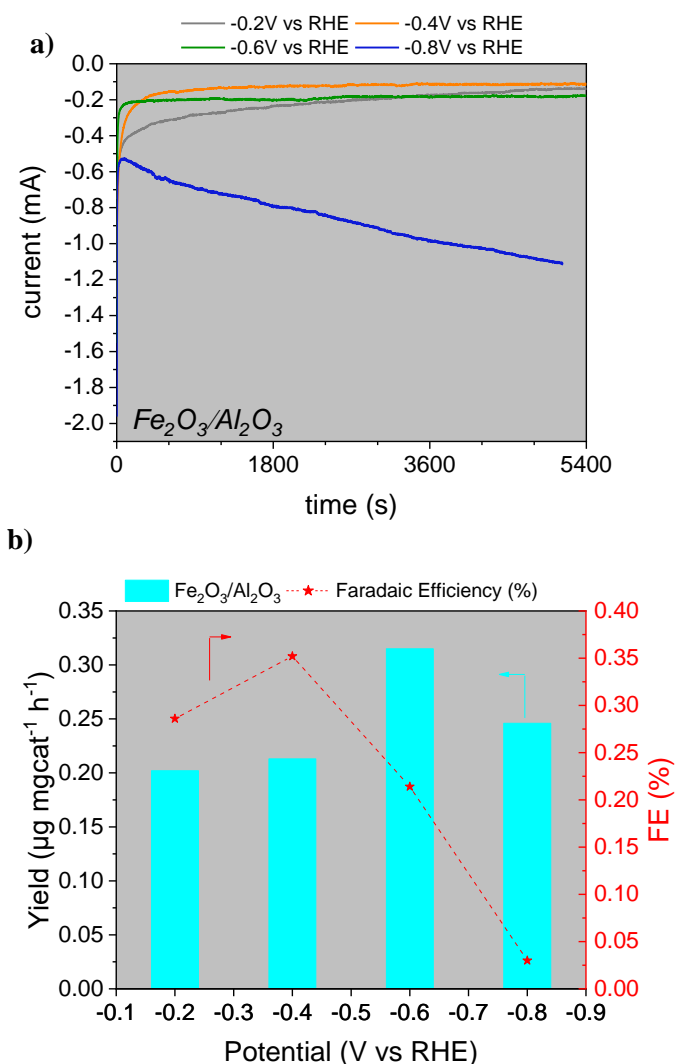 -0.2V vs RHE -0.4V vs RHE
-0.6V vs RHE -0.8V vs RHE
a)
0.0
-0.2
-0.4
-0.6
-0.8
-1.0
-1.2
-1.4
-1.6
-1.8
-2.0
current (mA)
Fe₂O₃/Al₂O₃
0 1800 3600 5400
time (s)
b)
Fe₂O₃/Al₂O₃ Faradaic Efficiency (%)
0.35
0.30
0.25
0.20
0.15
0.10
0.05
0.00
Yield (µg mgcat⁻¹ h⁻¹)
0.40
0.35
0.30
0.25
0.20
0.15
0.10
0.05
0.00
FE (%)
-0.1 -0.2 -0.3 -0.4 -0.5 -0.6 -0.7 -0.8 -0.9
Potential (V vs RHE)